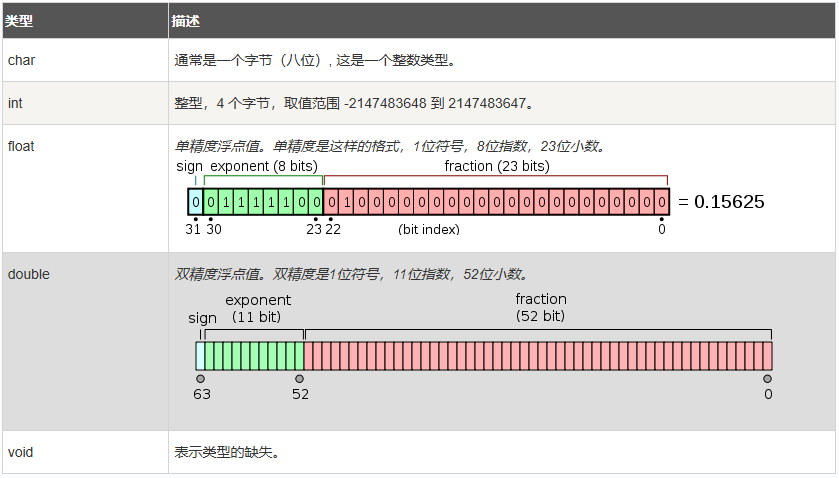 类型 描述
char 通常是一个字节（八位）, 这是一个整数类型。
int 整型，4 个字节，取值范围 -2147483648 到 2147483647。
float 单精度浮点值。单精度是这样的格式，1位符号，8位指数，23位小数。
sign exponent (8 bits) fraction (23 bits)
0 0 1 1 1 1 1 0 0 0 1 0 0 0 0 0 0 0 0 0 0 0 0 0 0 0 0 0 0 0 0 0 = 0.15625
31 30 23 22 (bit index) 0
double 双精度浮点值。双精度是1位符号，11位指数，52位小数。
sign exponent (11 bit) fraction (52 bit)
63 52 0
void 表示类型的缺失。